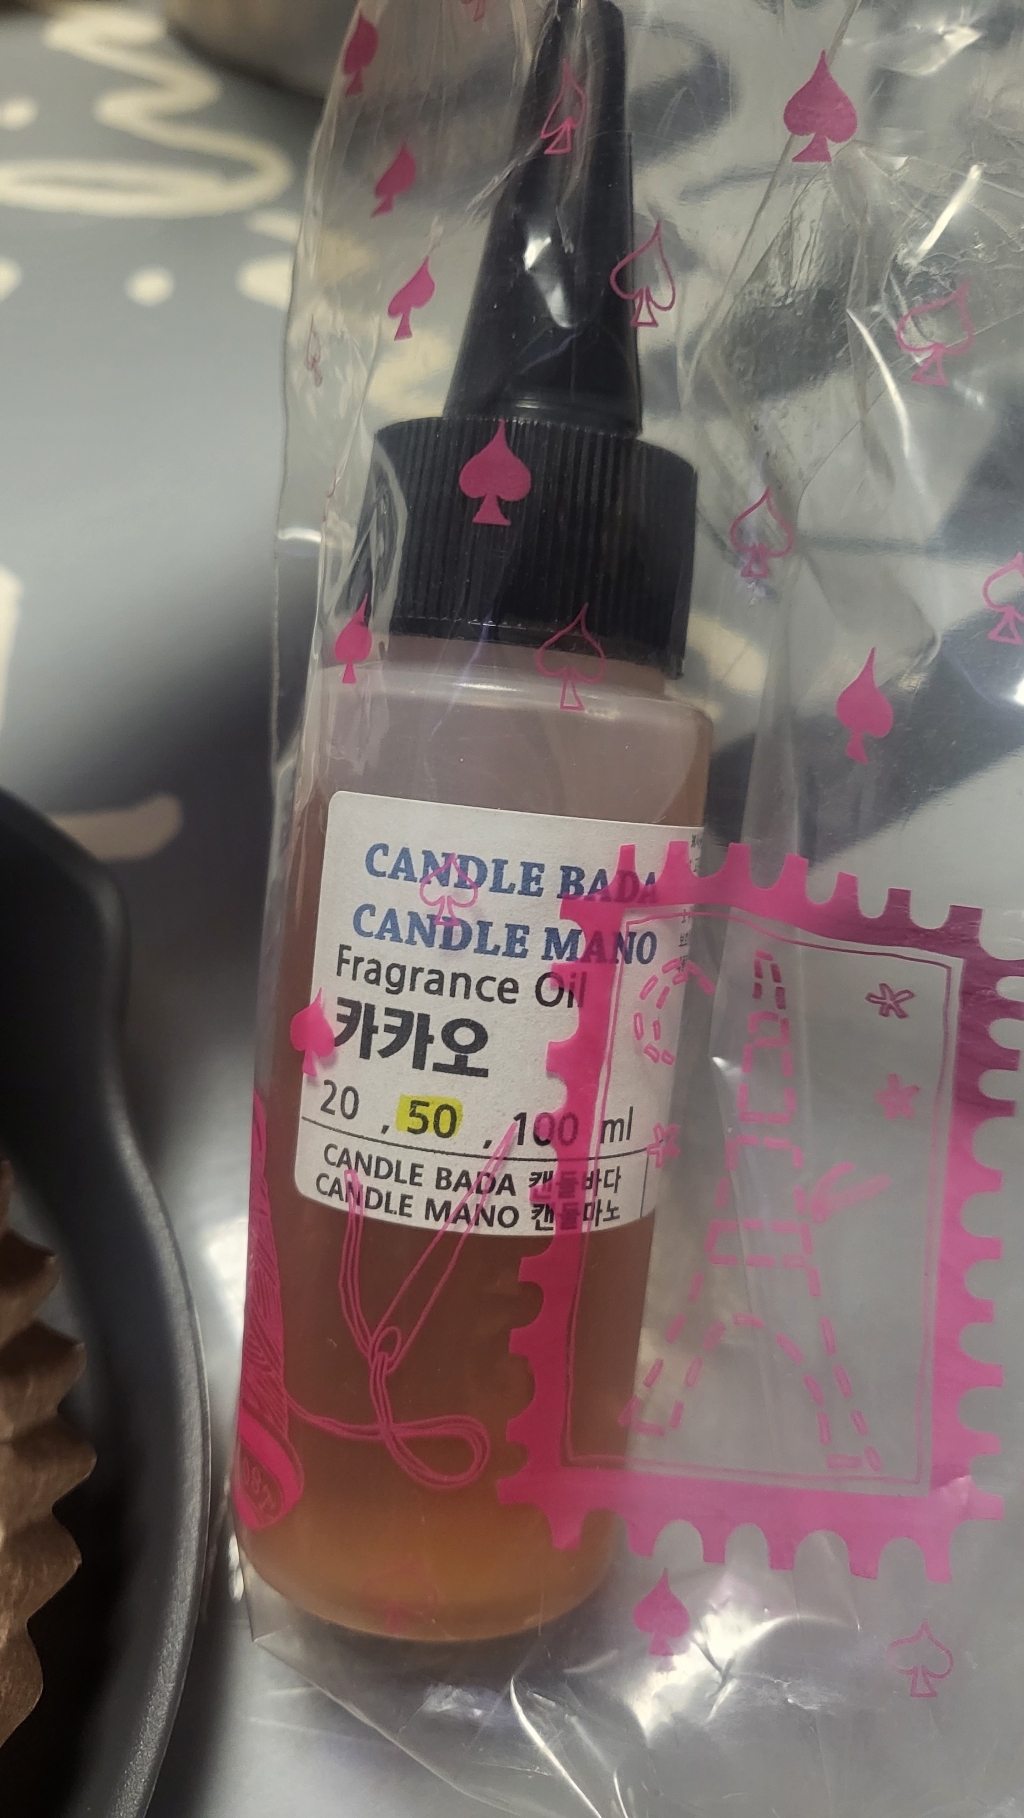 CANDLE BADA
CANDLE MANO
Fragrance Oil
카카오
20 , 50 , 100 ml
CANDLE BADA 캔들바다
CANDLE MANO 캔들마노